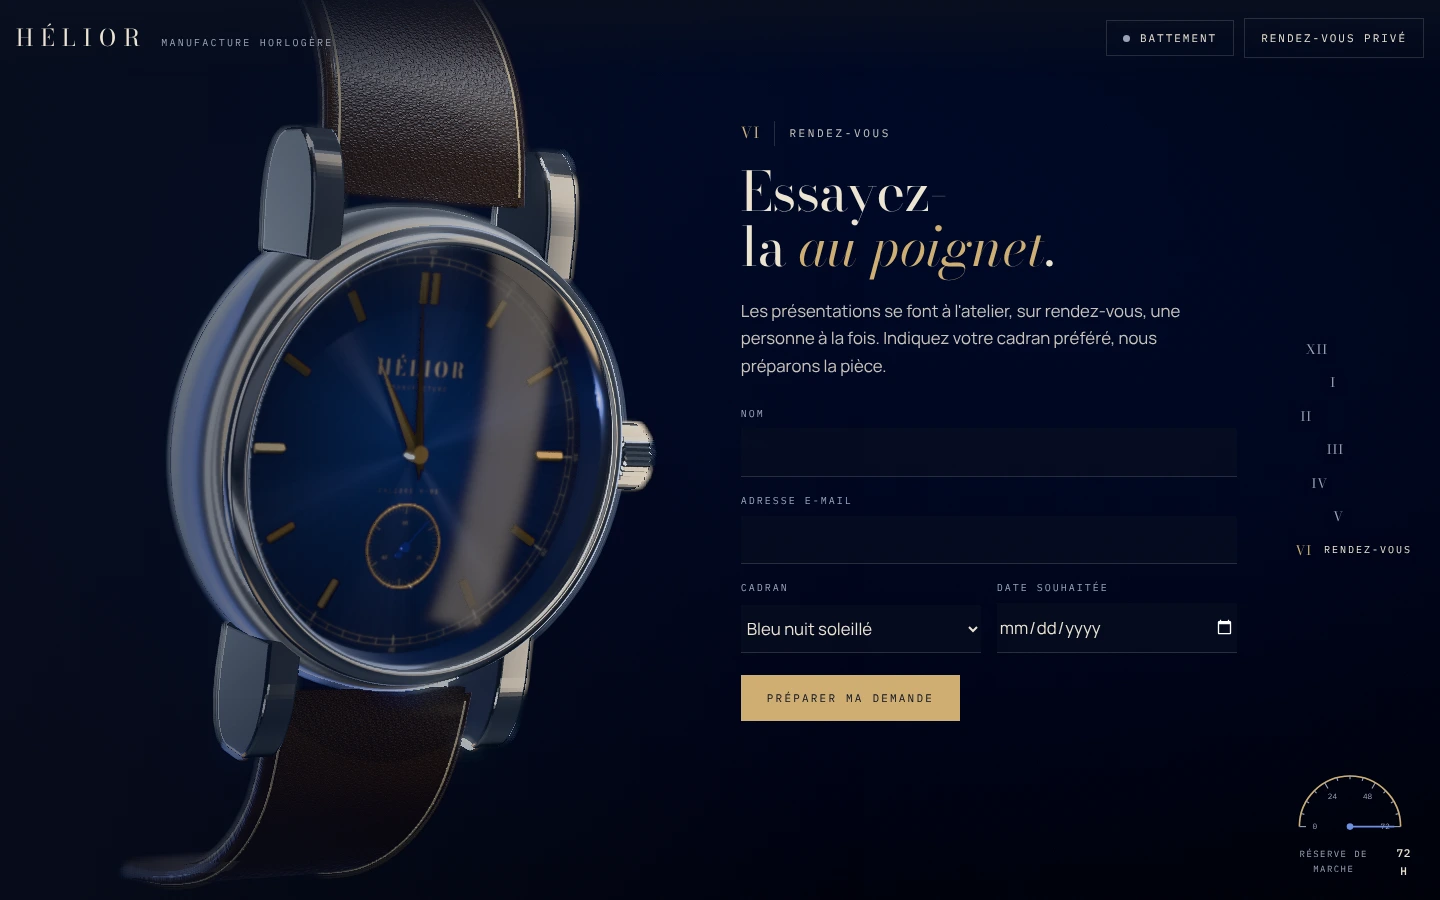 HÉLIOR MANUFACTURE HORLOGÈRE
BATTEMENT
RENDEZ-VOUS PRIVÉ
VI RENDEZ-VOUS
Essayez-
la au poignet.
Les présentations se font à l'atelier, sur rendez-vous, une
personne à la fois. Indiquez votre cadran préféré, nous
préparons la pièce.
NOM
ADRESSE E-MAIL
CADRAN
DATE SOUHAITÉE
Bleu nuit soleillé
mm/dd/yyyy
PRÉPARER MA DEMANDE
HÉLIOR
XII
I
II
III
IV
V
VI RENDEZ-VOUS
0 24 48 72
RÉSERVE DE
MARCHE
72
H